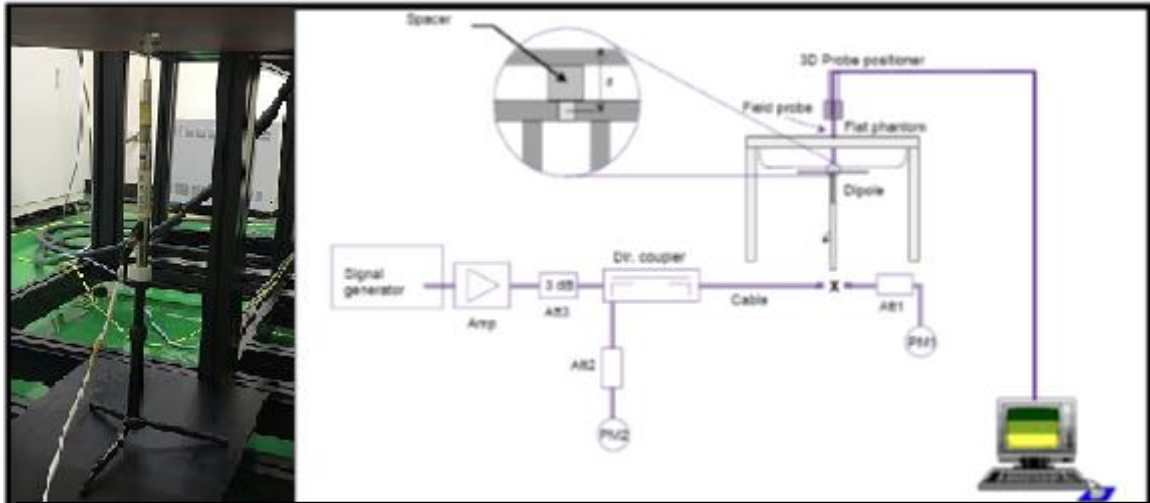 Spacer
s
3D Probe positioner
Field probe
Flat phantom
Dipole
Signal
generator
Amp
3 dB
Att3
Dir. coupler
Cable
X
Att1
PM1
Att2
PM2